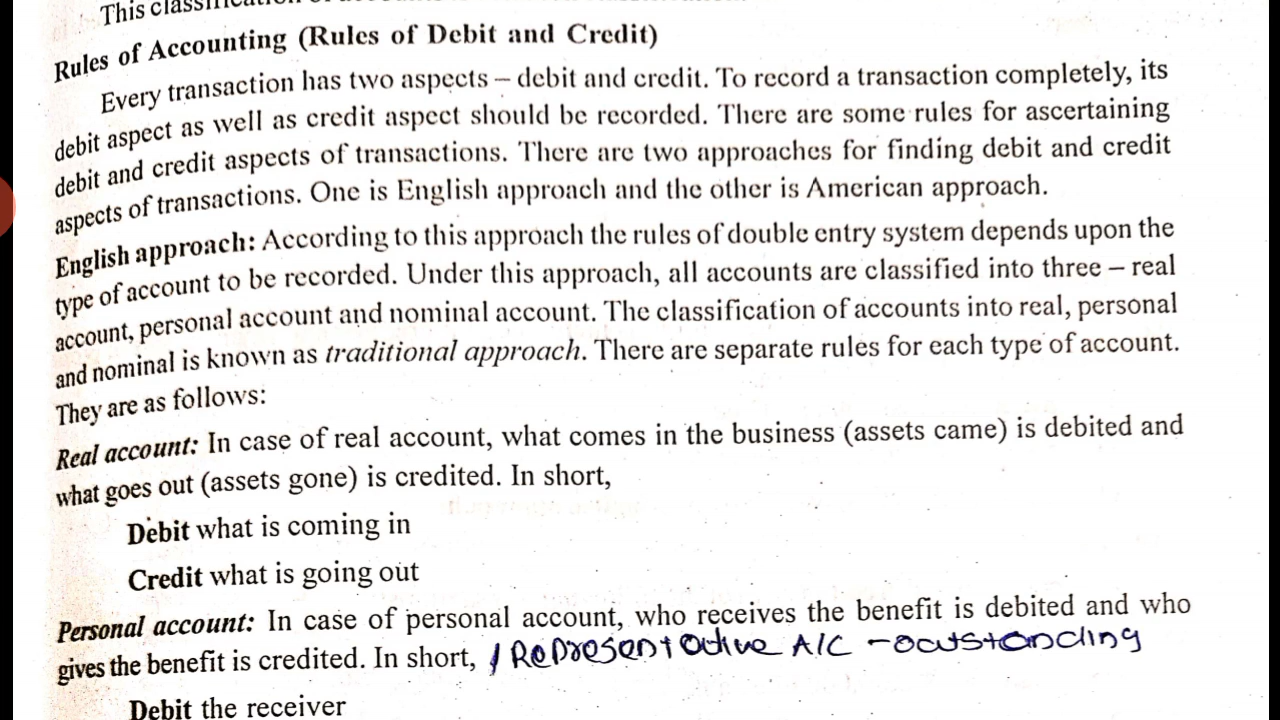 This
Rules of Accounting (Rules of Debit and Credit)
Every transaction has two aspects – debit and credit. To record a transaction completely, its
debit aspect as well as credit aspect should be recorded. There are some rules for ascertaining
debit and credit aspects of transactions. There are two approaches for finding debit and credit
aspects of transactions. One is English approach and the other is American approach.
English approach: According to this approach the rules of double entry system depends upon the
type of account to be recorded. Under this approach, all accounts are classified into three – real
account, personal account and nominal account. The classification of accounts into real, personal
and nominal is known as traditional approach. There are separate rules for each type of account.
They are as follows:
Real account: In case of real account, what comes in the business (assets came) is debited and
what goes out (assets gone) is credited. In short,
Debit what is coming in
Credit what is going out
Personal account: In case of personal account, who receives the benefit is debited and who
gives the benefit is credited. In short, / Representative A/C - outstanding
Debit the receiver